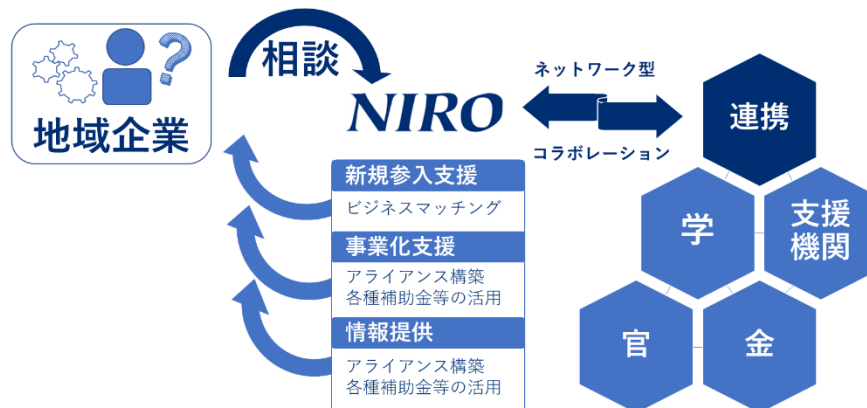 地域企業
?
相談
NIRO
ネットワーク型
コラボレーション
新規参入支援
ビジネスマッチング
事業化支援
アライアンス構築
各種補助金等の活用
情報提供
アライアンス構築
各種補助金等の活用
連携
学
支援
機関
官
金